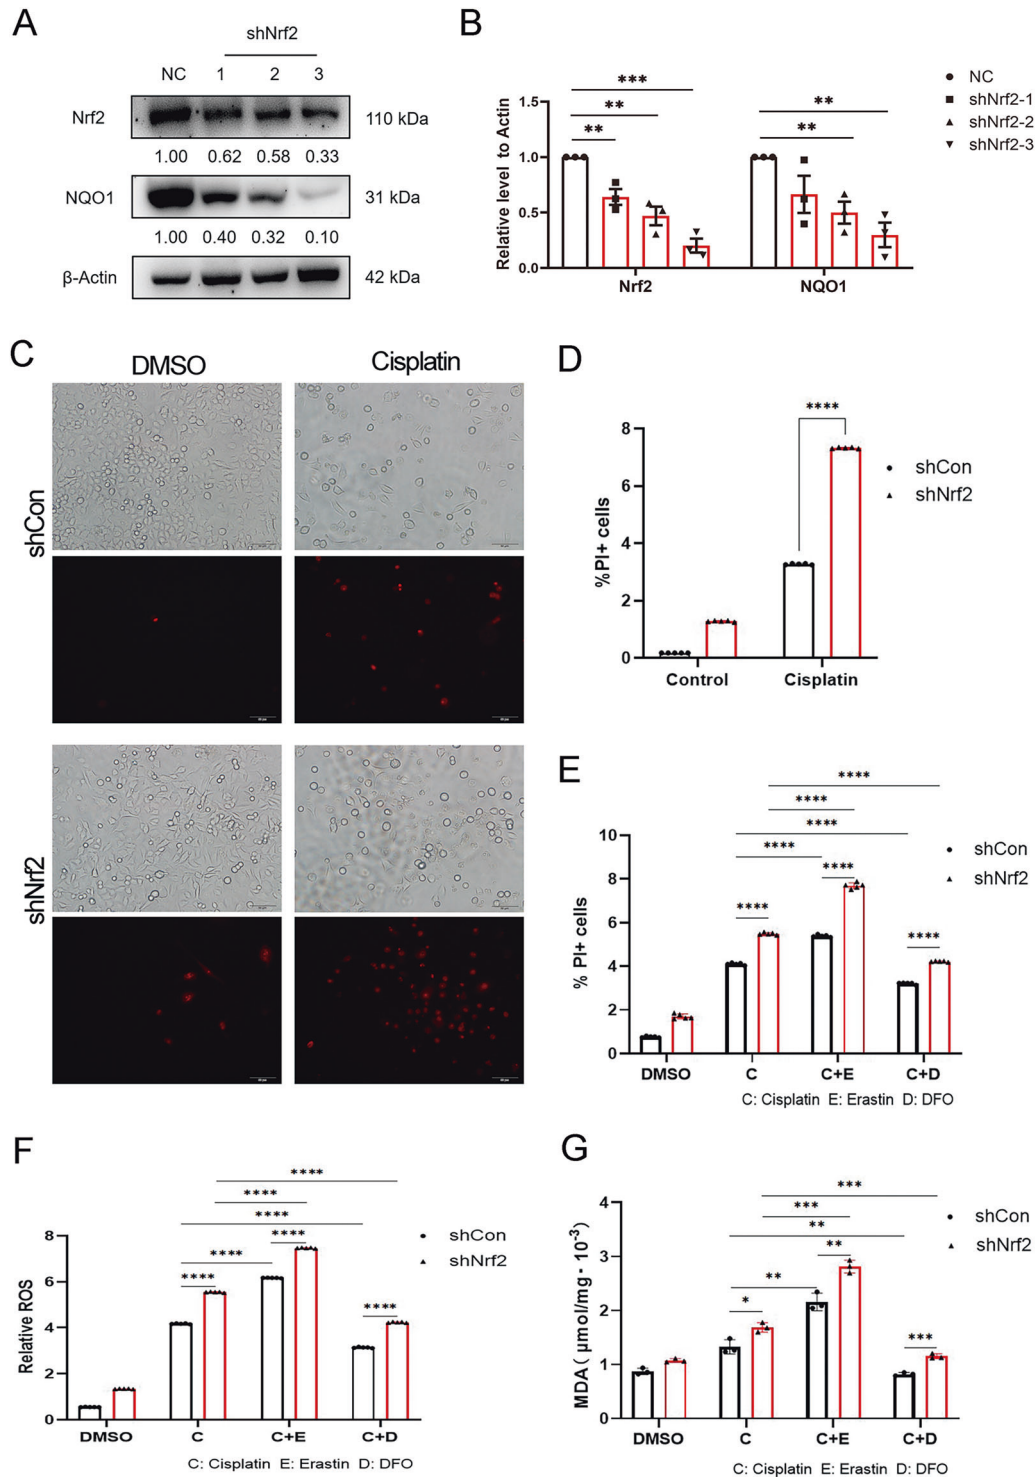 A
shNrf2
NC 1 2 3
Nrf2 110 kDa
1.00 0.62 0.58 0.33
NQO1 31 kDa
1.00 0.40 0.32 0.10
β-Actin 42 kDa
B
Relative level to Actin
1.5
1.0
0.5
0.0
** ** *** ** **
Nrf2 NQO1
NC
shNrf2-1
shNrf2-2
shNrf2-3
C
DMSO Cisplatin
shCon
shNrf2
D
%PI+ cells
8
6
4
2
0
****
Control Cisplatin
shCon
shNrf2
E
% PI+ cells
10
8
6
4
2
0
****
****
****
****
****
****
****
DMSO C C+E C+D
C: Cisplatin E: Erastin D: DFO
shCon
shNrf2
F
Relative ROS
8
6
4
2
0
****
****
****
****
****
****
****
DMSO C C+E C+D
C: Cisplatin E: Erastin D: DFO
shCon
shNrf2
G
MDA( μmol/mg · 10⁻³)
4
3
2
1
0
***
***
**
**
**
*
***
DMSO C C+E C+D
C: Cisplatin E: Erastin D: DFO
shCon
shNrf2